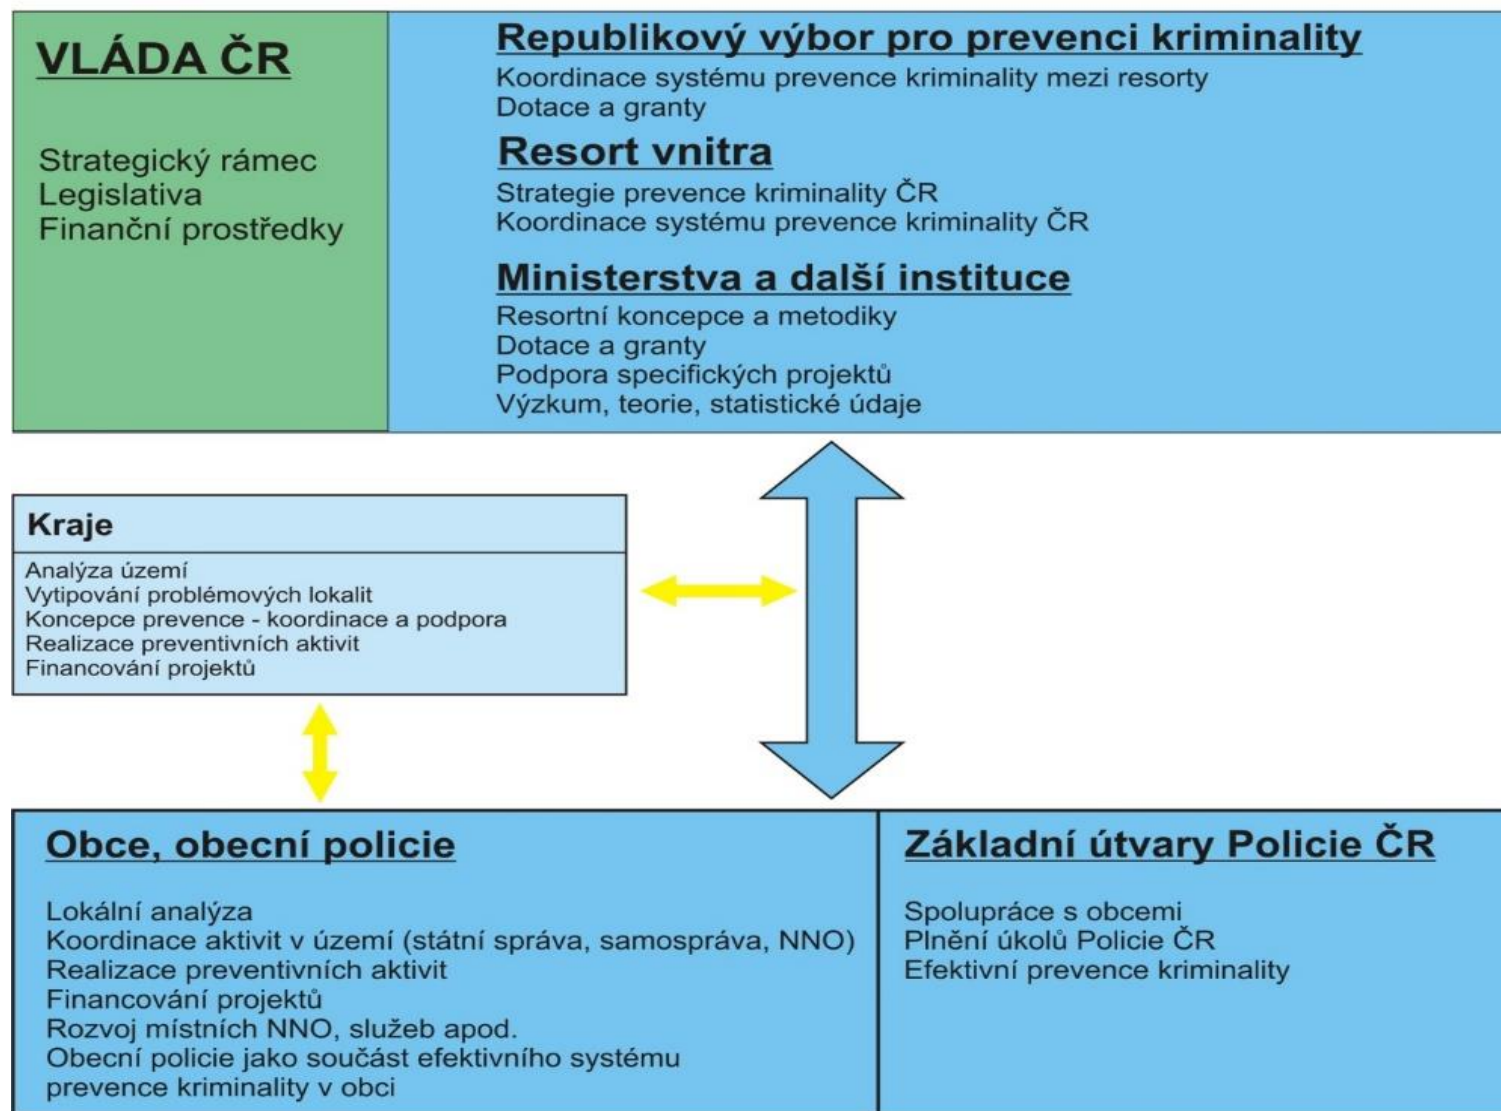 VLÁDA ČR
Strategický rámec
Legislativa
Finanční prostředky
Republikový výbor pro prevenci kriminality
Koordinace systému prevence kriminality mezi resorty
Dotace a granty
Resort vnitra
Strategie prevence kriminality ČR
Koordinace systému prevence kriminality ČR
Ministerstva a další instituce
Resortní koncepce a metodiky
Dotace a granty
Podpora specifických projektů
Výzkum, teorie, statistické údaje
Kraje
Analýza území
Vytipování problémových lokalit
Koncepce prevence - koordinace a podpora
Realizace preventivních aktivit
Financování projektů
Obce, obecní policie
Lokální analýza
Koordinace aktivit v území (státní správa, samospráva, NNO)
Realizace preventivních aktivit
Financování projektů
Rozvoj místních NNO, služeb apod.
Obecní policie jako součást efektivního systému
prevence kriminality v obci
Základní útvary Policie ČR
Spolupráce s obcemi
Plnění úkolů Policie ČR
Efektivní prevence kriminality